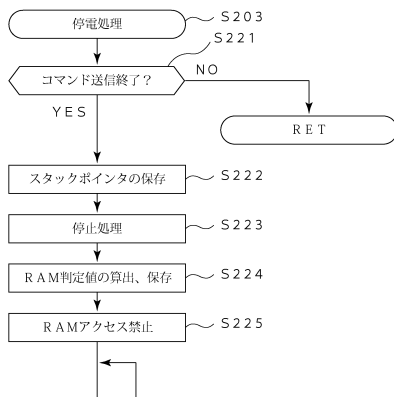 停電処理 S203
S221
コマンド送信終了？ NO
YES
RET
スタックポインタの保存 S222
停止処理 S223
RAM判定値の算出、保存 S224
RAMアクセス禁止 S225